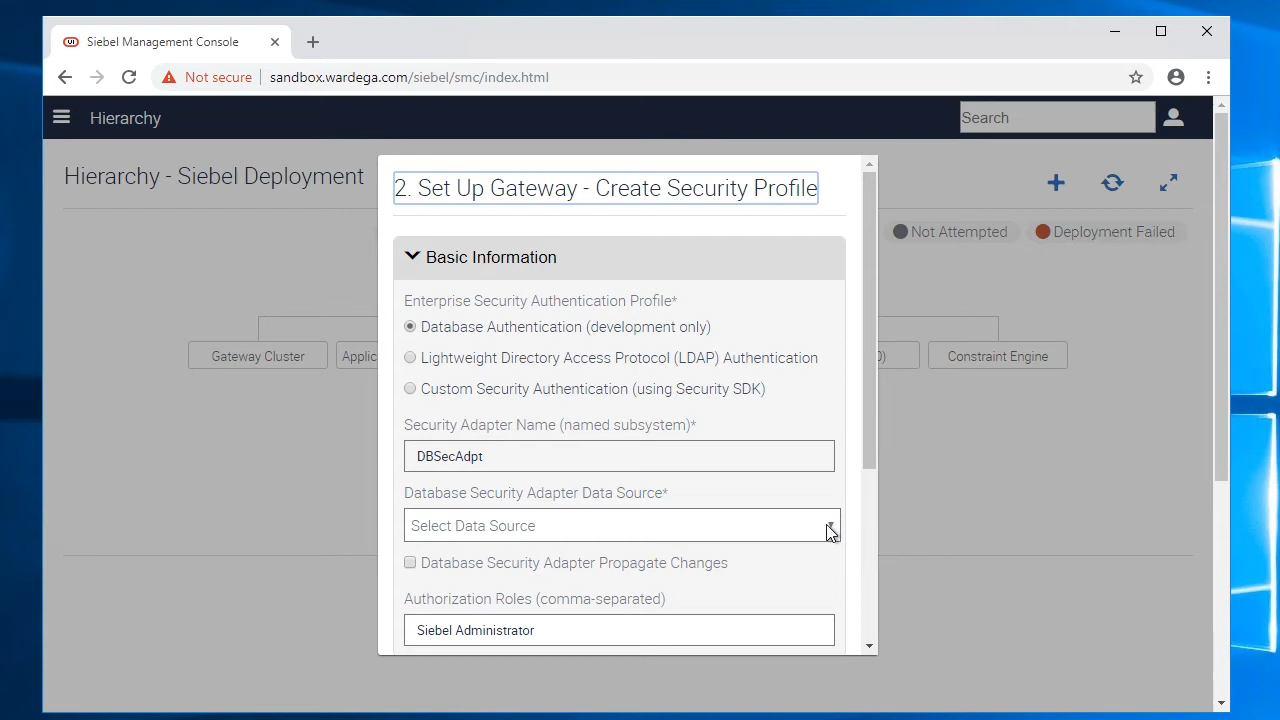 Siebel Management Console
Not secure
sandbox.wardega.com/siebel/smc/index.html
Hierarchy
Search
Hierarchy - Siebel Deployment
Not Attempted
Deployment Failed
Gateway Cluster
Applic
0)
Constraint Engine
2. Set Up Gateway - Create Security Profile
Basic Information
Enterprise Security Authentication Profile*
Database Authentication (development only)
Lightweight Directory Access Protocol (LDAP) Authentication
Custom Security Authentication (using Security SDK)
Security Adapter Name (named subsystem)*
DBSecAdpt
Database Security Adapter Data Source*
Select Data Source
Database Security Adapter Propagate Changes
Authorization Roles (comma-separated)
Siebel Administrator